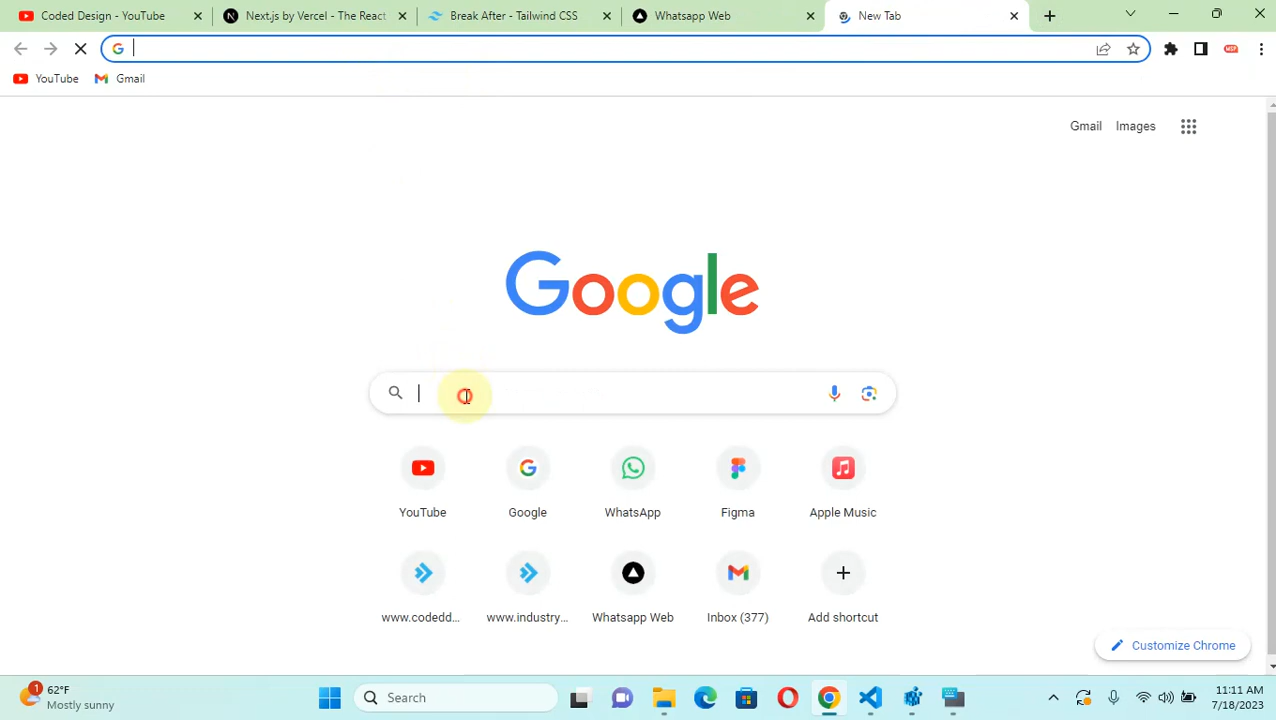 Coded Design - YouTube
Next.js by Vercel - The React
Break After - Tailwind CSS
Whatsapp Web
New Tab
YouTube
Gmail
Gmail
Images
Google
YouTube
Google
WhatsApp
Figma
Apple Music
www.codedd...
www.industry...
Whatsapp Web
Inbox (377)
Add shortcut
Customize Chrome
1
62°F
Mostly sunny
Search
11:11 AM
7/18/2023